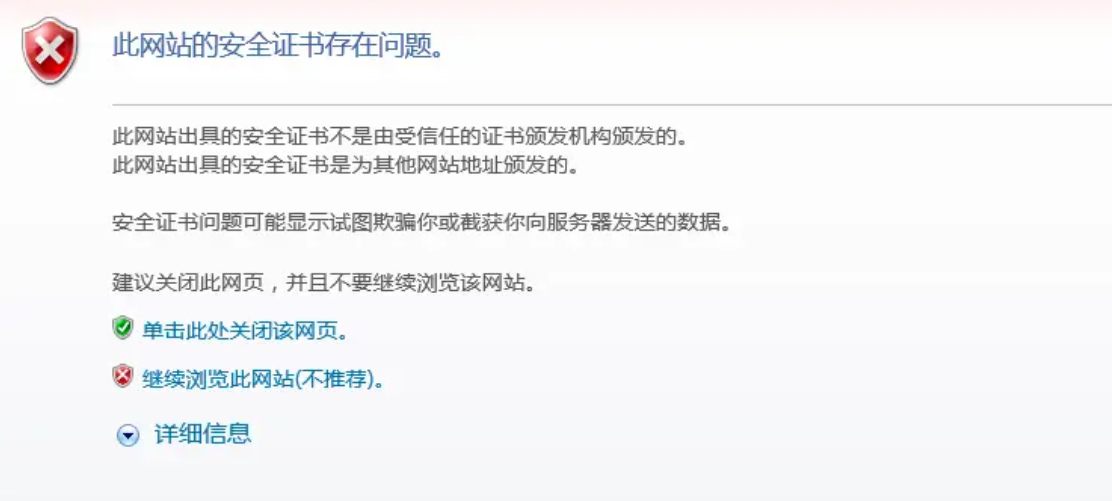 此网站的安全证书存在问题。
此网站出具的安全证书不是由受信任的证书颁发机构颁发的。
此网站出具的安全证书是为其他网站地址颁发的。
安全证书问题可能显示试图欺骗你或截获你向服务器发送的数据。
建议关闭此网页，并且不要继续浏览该网站。
单击此处关闭该网页。
继续浏览此网站(不推荐)。
详细信息